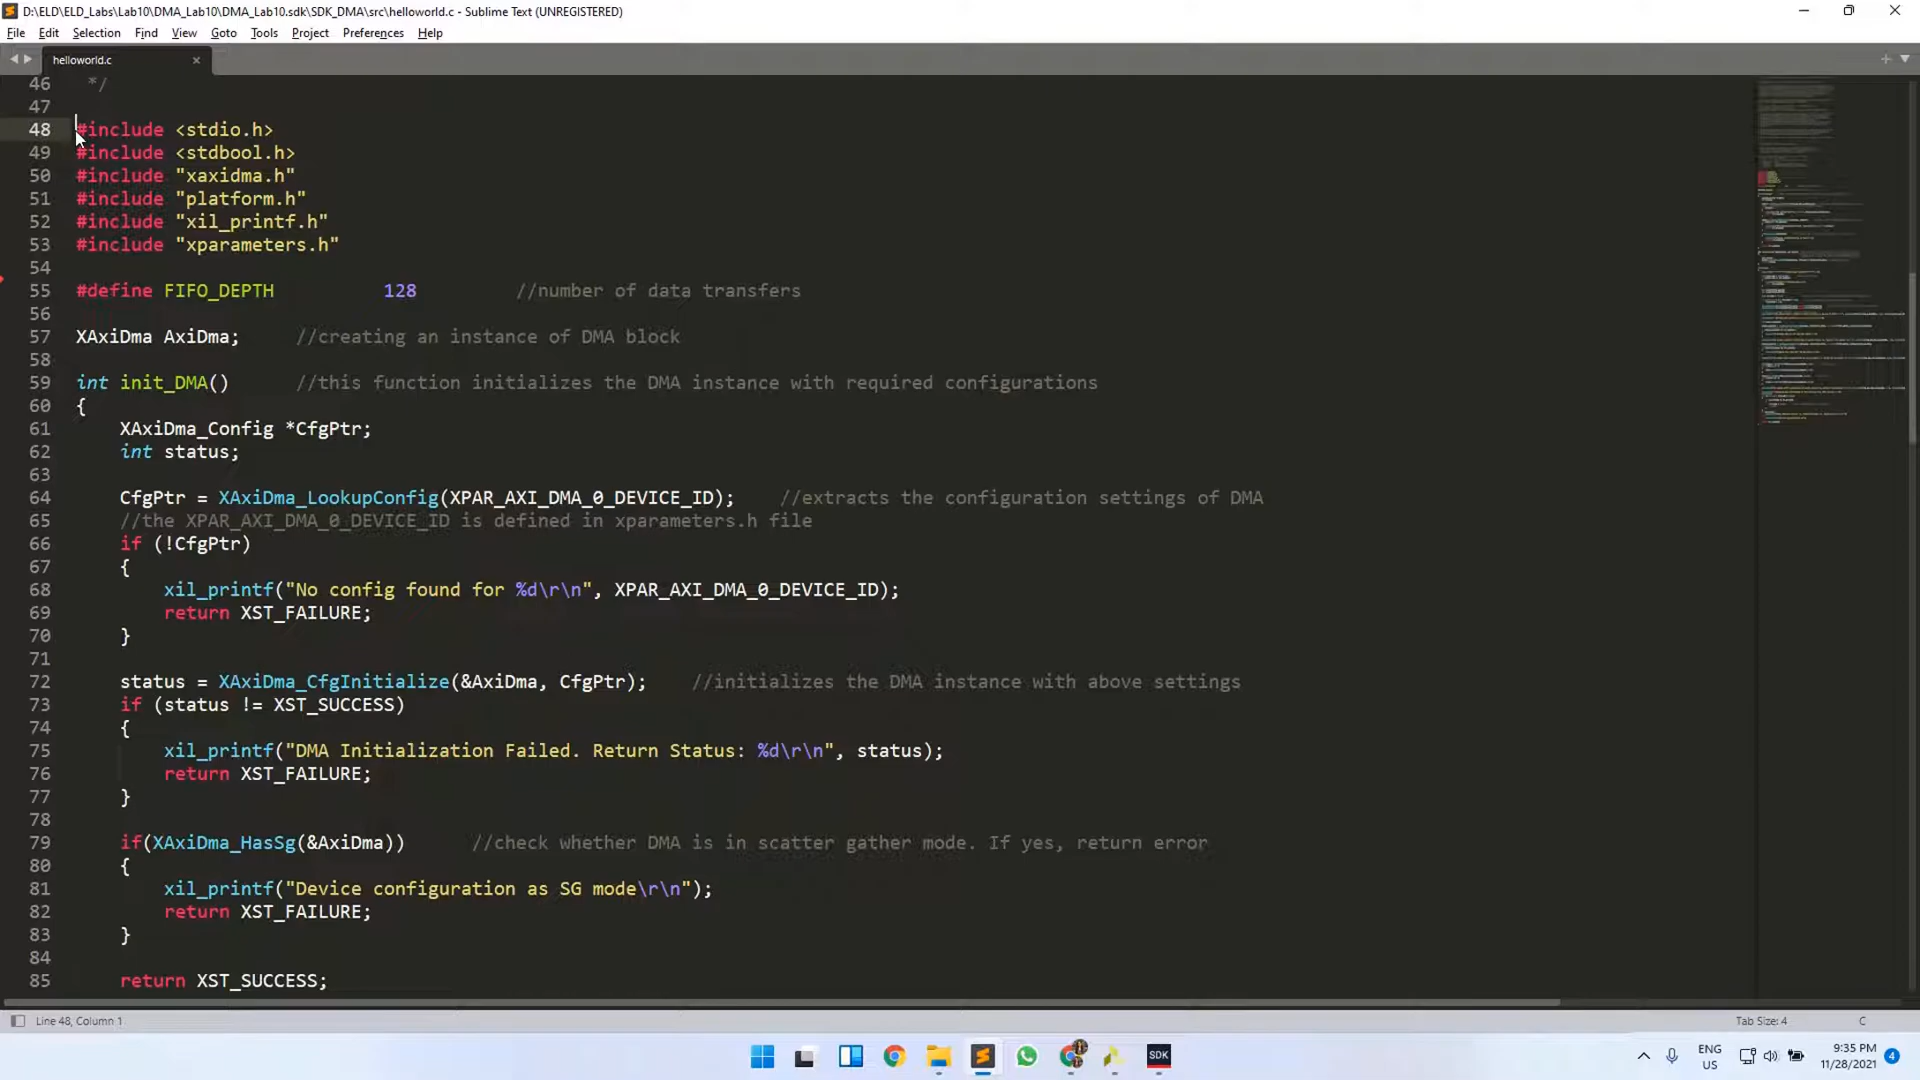 D:\ELD\ELD_Labs\Lab10\DMA_Lab10\DMA_Lab10.sdk\SDK_DMA\src\helloworld.c - Sublime Text (UNREGISTERED)
File Edit Selection Find View Goto Tools Project Preferences Help
helloworld.c
46 */
47
48 #include <stdio.h>
49 #include <stdbool.h>
50 #include "xaxidma.h"
51 #include "platform.h"
52 #include "xil_printf.h"
53 #include "xparameters.h"
54
55 #define FIFO_DEPTH 128 //number of data transfers
56
57 XAxiDma AxiDma; //creating an instance of DMA block
58
59 int init_DMA() //this function initializes the DMA instance with required configurations
60 {
61 XAxiDma_Config *CfgPtr;
62 int status;
63
64 CfgPtr = XAxiDma_LookupConfig(XPAR_AXI_DMA_0_DEVICE_ID); //extracts the configuration settings of DMA
65 //the XPAR_AXI_DMA_0_DEVICE_ID is defined in xparameters.h file
66 if (!CfgPtr)
67 {
68 xil_printf("No config found for %d\r\n", XPAR_AXI_DMA_0_DEVICE_ID);
69 return XST_FAILURE;
70 }
71
72 status = XAxiDma_CfgInitialize(&AxiDma, CfgPtr); //initializes the DMA instance with above settings
73 if (status != XST_SUCCESS)
74 {
75 xil_printf("DMA Initialization Failed. Return Status: %d\r\n", status);
76 return XST_FAILURE;
77 }
78
79 if(XAxiDma_HasSg(&AxiDma)) //check whether DMA is in scatter gather mode. If yes, return error
80 {
81 xil_printf("Device configuration as SG mode\r\n");
82 return XST_FAILURE;
83 }
84
85 return XST_SUCCESS;
Line 48, Column 1 Tab Size: 4 C
SDK
ENG
US
9:35 PM
11/28/2021
4